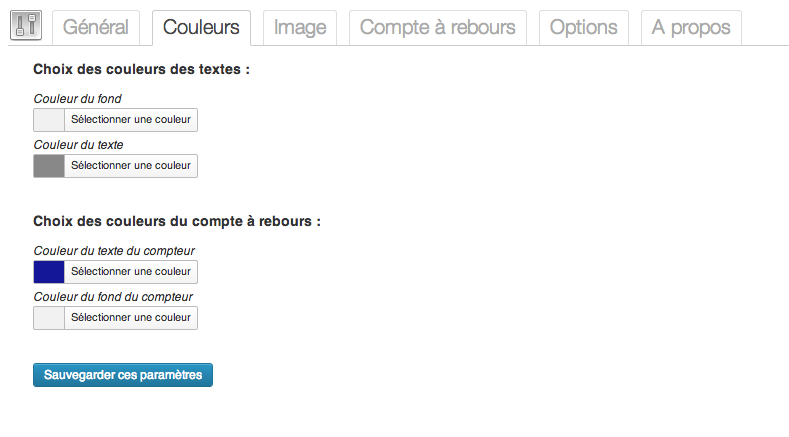 Général Couleurs Image Compte à rebours Options A propos
Choix des couleurs des textes :
Couleur du fond
Sélectionner une couleur
Couleur du texte
Sélectionner une couleur
Choix des couleurs du compte à rebours :
Couleur du texte du compteur
Sélectionner une couleur
Couleur du fond du compteur
Sélectionner une couleur
Sauvegarder ces paramètres